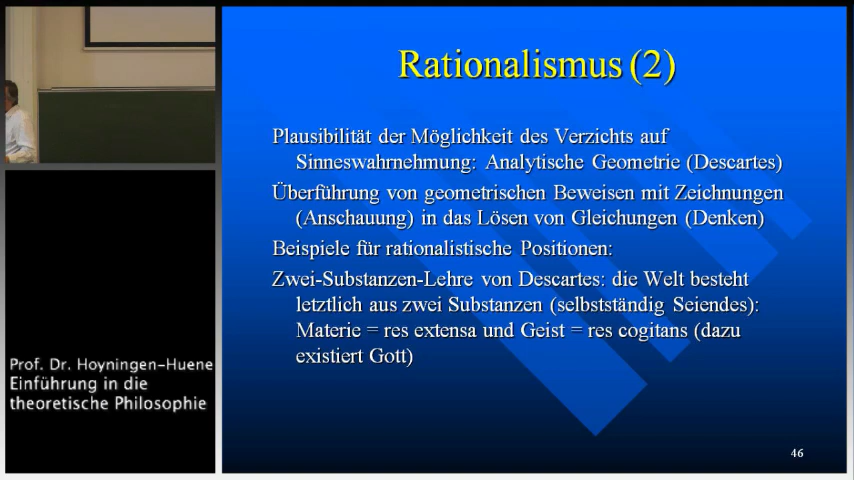 Rationalismus (2)
Plausibilität der Möglichkeit des Verzichts auf
Sinneswahrnehmung: Analytische Geometrie (Descartes)
Überführung von geometrischen Beweisen mit Zeichnungen
(Anschauung) in das Lösen von Gleichungen (Denken)
Beispiele für rationalistische Positionen:
Zwei-Substanzen-Lehre von Descartes: die Welt besteht
letztlich aus zwei Substanzen (selbstständig Seiendes):
Materie = res extensa und Geist = res cogitans (dazu
existiert Gott)
Prof. Dr. Hoyningen-Huene
Einführung in die
theoretische Philosophie
46